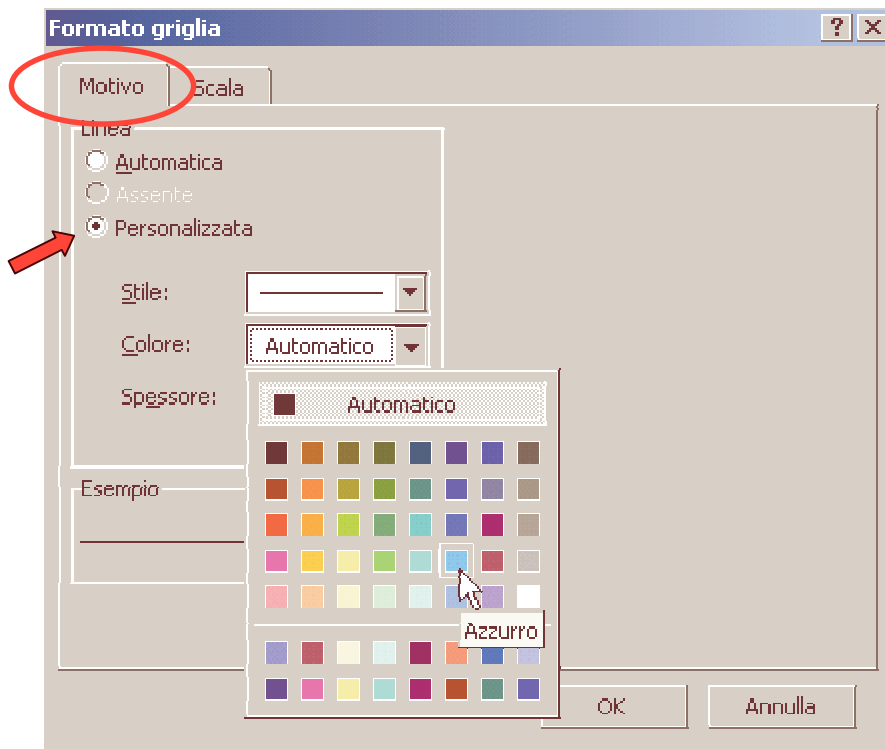 Formato griglia
Motivo
Scala
Linea
Automatica
Assente
Personalizzata
Stile:
Colore:
Automatico
Spessore:
Automatico
Esempio
Azzurro
OK
Annulla